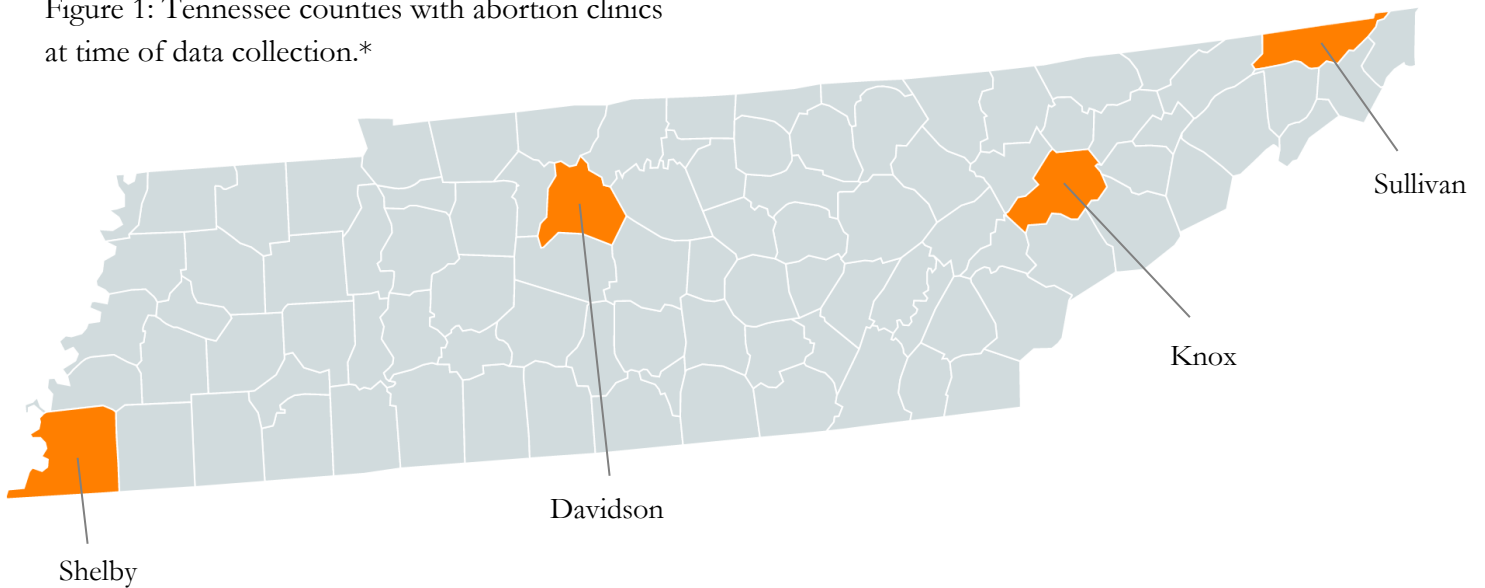 Figure 1: Tennessee counties with abortion clinics
at time of data collection.*
Sullivan
Knox
Davidson
Shelby